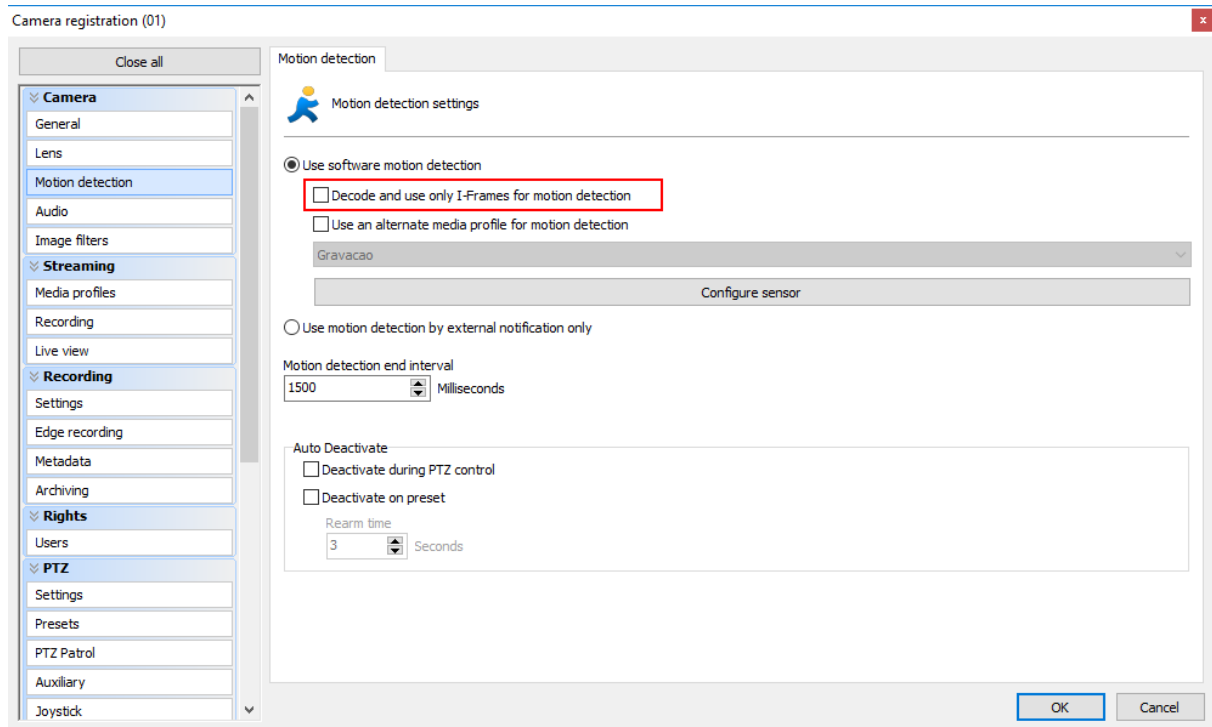 Camera registration (01)
x
Close all
Camera
General
Lens
Motion detection
Audio
Image filters
Streaming
Media profiles
Recording
Live view
Recording
Settings
Edge recording
Metadata
Archiving
Rights
Users
PTZ
Settings
Presets
PTZ Patrol
Auxiliary
Joystick
Motion detection
Motion detection settings
Use software motion detection
Decode and use only I-Frames for motion detection
Use an alternate media profile for motion detection
Gravacao
Configure sensor
Use motion detection by external notification only
Motion detection end interval
1500 Milliseconds
Auto Deactivate
Deactivate during PTZ control
Deactivate on preset
Rearm time
3 Seconds
OK Cancel